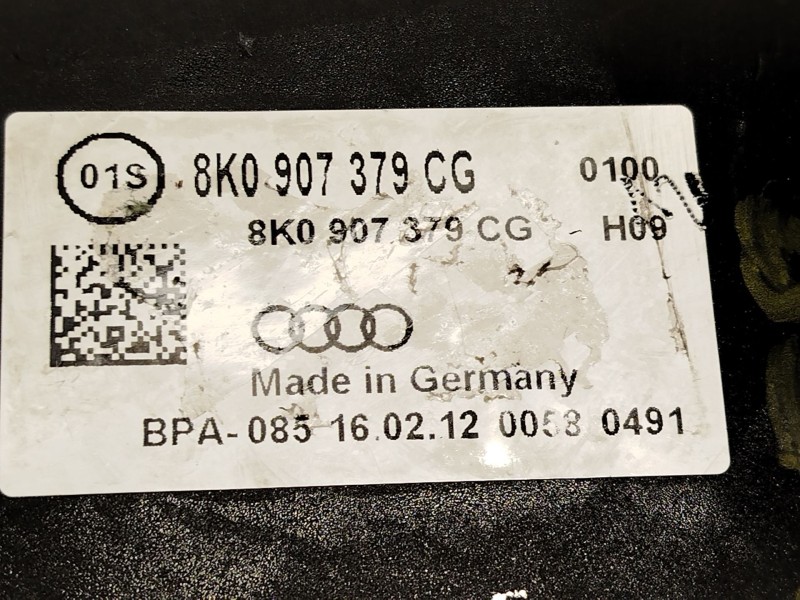 01S 8K0 907 379 CG 0100
8K0 907 379 CG H09
Made in Germany
BPA-085 16.02.12 0058 0491